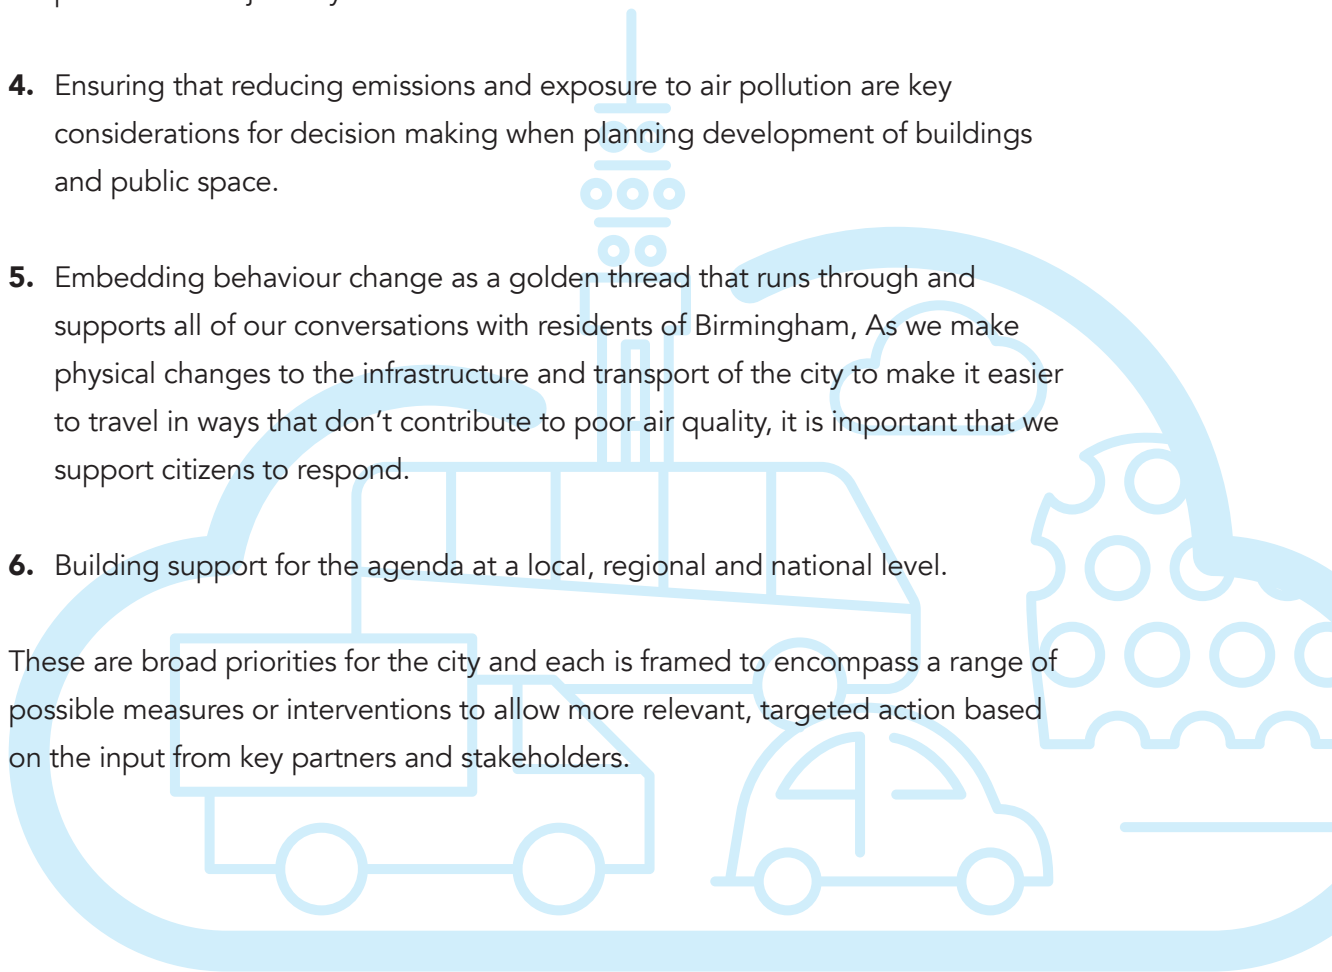 4. Ensuring that reducing emissions and exposure to air pollution are key
considerations for decision making when planning development of buildings
and public space.
5. Embedding behaviour change as a golden thread that runs through and
supports all of our conversations with residents of Birmingham, As we make
physical changes to the infrastructure and transport of the city to make it easier
to travel in ways that don’t contribute to poor air quality, it is important that we
support citizens to respond.
6. Building support for the agenda at a local, regional and national level.
These are broad priorities for the city and each is framed to encompass a range of
possible measures or interventions to allow more relevant, targeted action based
on the input from key partners and stakeholders.